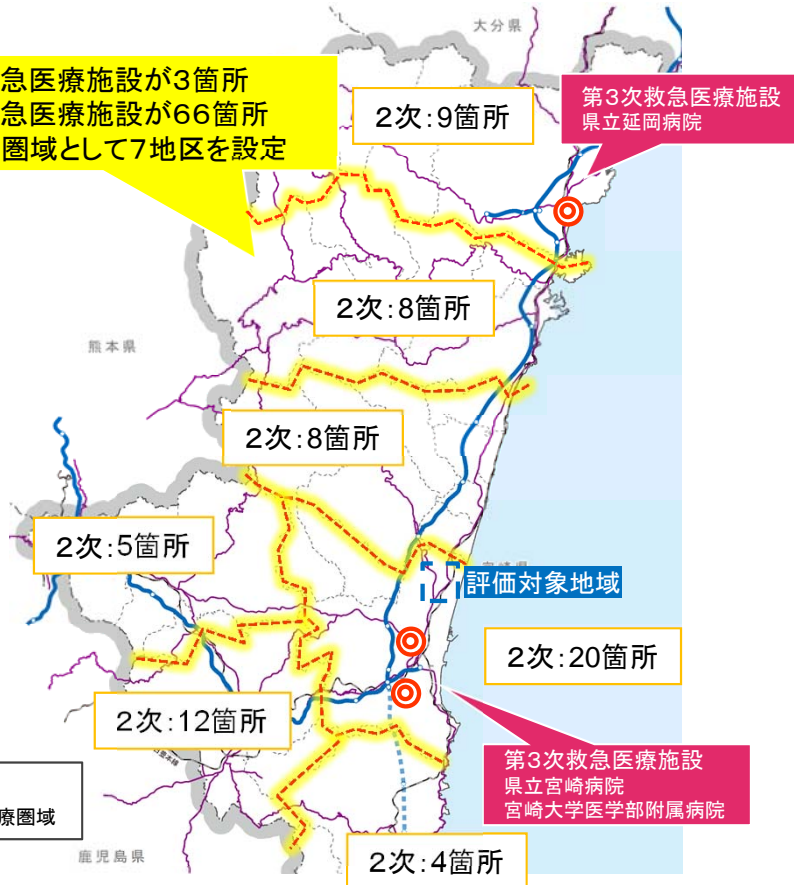 大分県
急医療施設が3箇所
急医療施設が66箇所
圏域として7地区を設定
2次:9箇所
第3次救急医療施設
県立延岡病院
2次:8箇所
熊本県
2次:8箇所
2次:5箇所
評価対象地域
2次:20箇所
2次:12箇所
第3次救急医療施設
県立宮崎病院
宮崎大学医学部附属病院
療圏域
鹿児島県
2次:4箇所